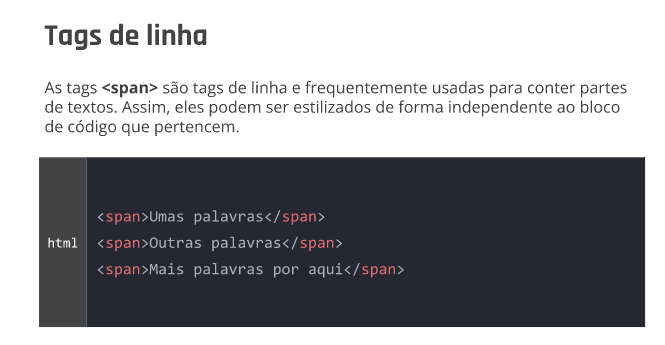 Tags de linha
As tags <span> são tags de linha e frequentemente usadas para conter partes
de textos. Assim, eles podem ser estilizados de forma independente ao bloco
de código que pertencem.
<span>Umas palavras</span>
html
<span>Outras palavras</span>
<span>Mais palavras por aqui</span>